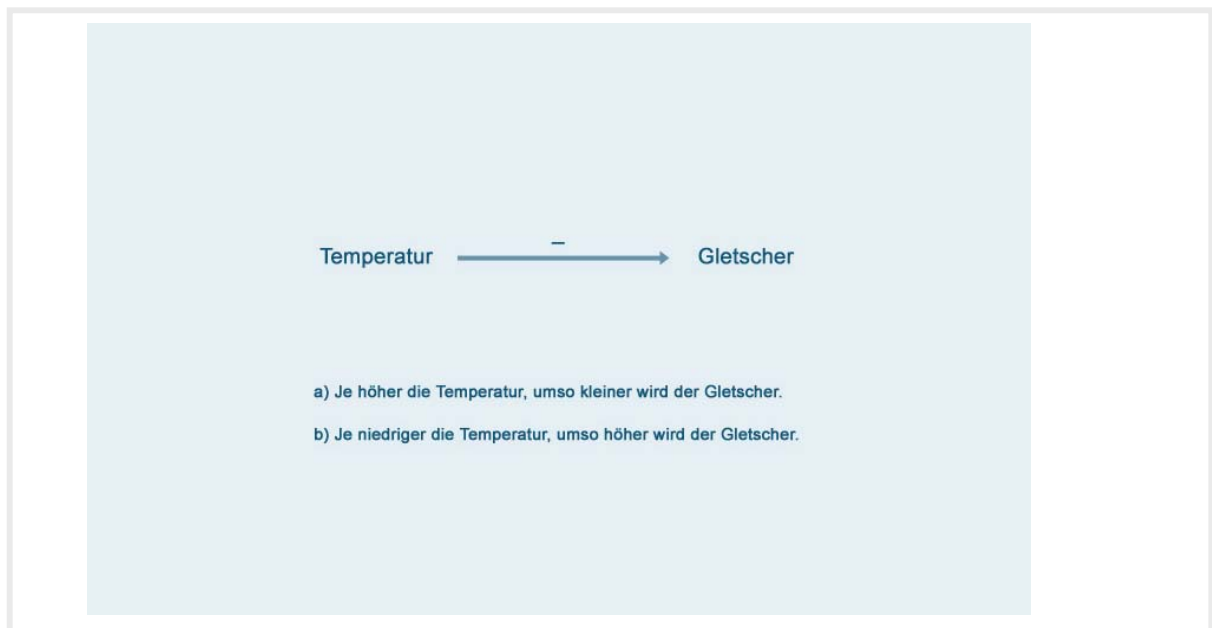 Temperatur – Gletscher
a) Je höher die Temperatur, umso kleiner wird der Gletscher.
b) Je niedriger die Temperatur, umso höher wird der Gletscher.